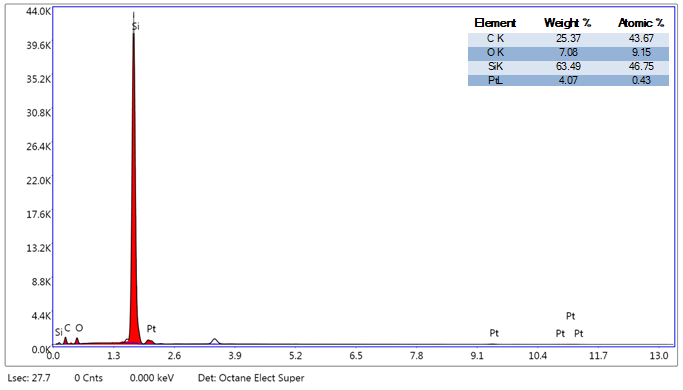 44.0K
Si
Element Weight % Atomic %
C K 25.37 43.67
O K 7.08 9.15
SiK 63.49 46.75
PtL 4.07 0.43
39.6K
35.2K
30.8K
26.4K
22.0K
17.6K
13.2K
8.8K
4.4K
Pt
Si C O Pt Pt Pt Pt
0.0K
0.0 1.3 2.6 3.9 5.2 6.5 7.8 9.1 10.4 11.7 13.0
Lsec: 27.7 0 Cnts 0.000 keV Det: Octane Elect Super